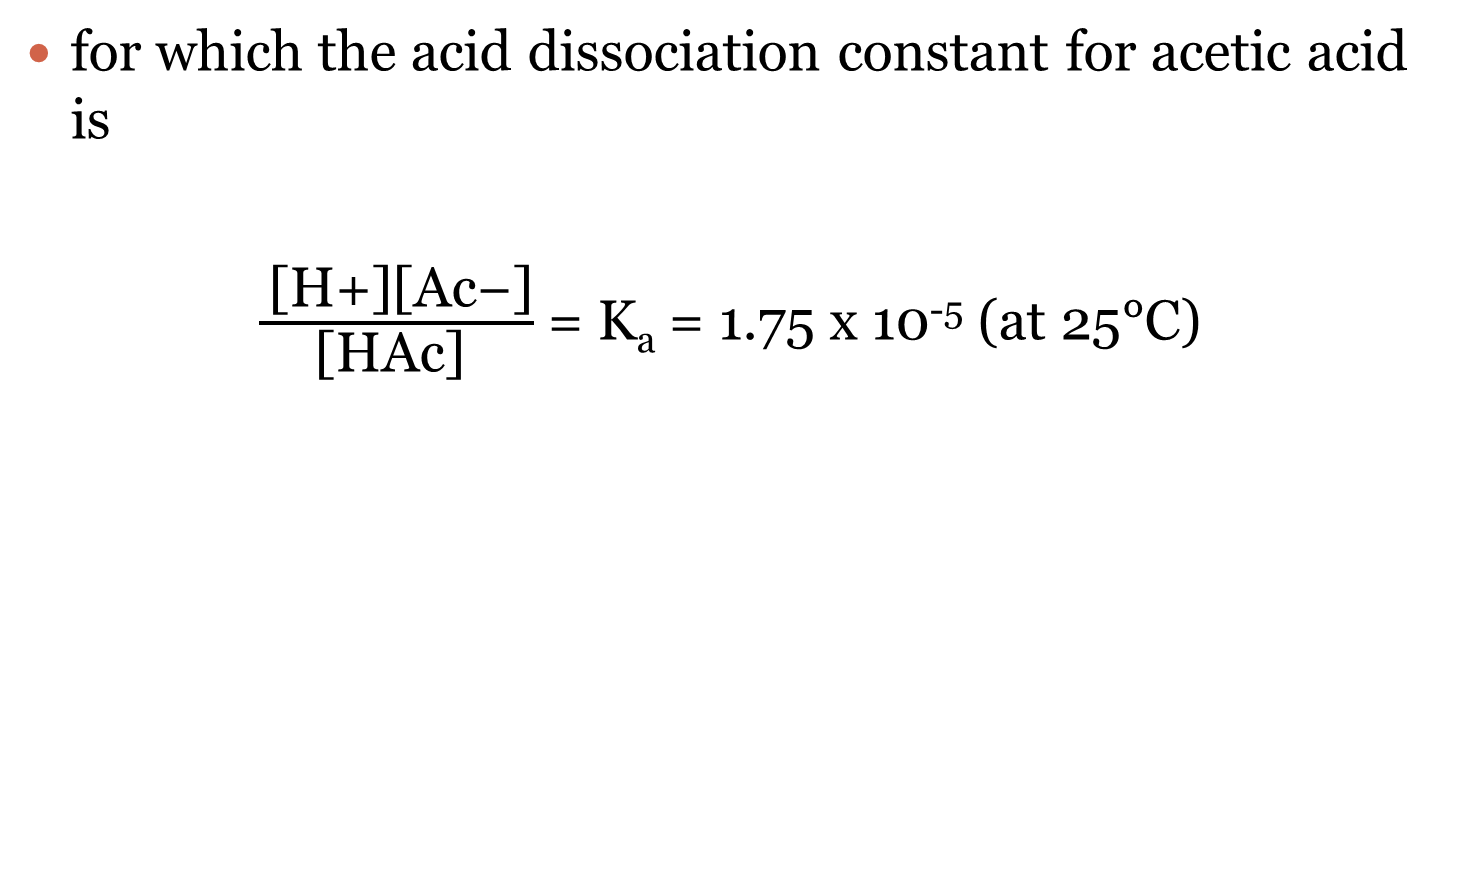 • for which the acid dissociation constant for acetic acid
is
[H+][Ac–]
[HAc]
= Kₐ = 1.75 x 10⁻⁵ (at 25°C)